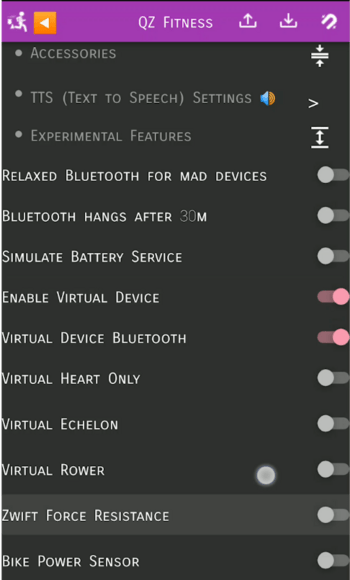 QZ Fitness
Accessories
TTS (Text to Speech) Settings
Experimental Features
Relaxed Bluetooth for mad devices
Bluetooth hangs after 30m
Simulate Battery Service
Enable Virtual Device
Virtual Device Bluetooth
Virtual Heart Only
Virtual Echelon
Virtual Rower
Zwift Force Resistance
Bike Power Sensor